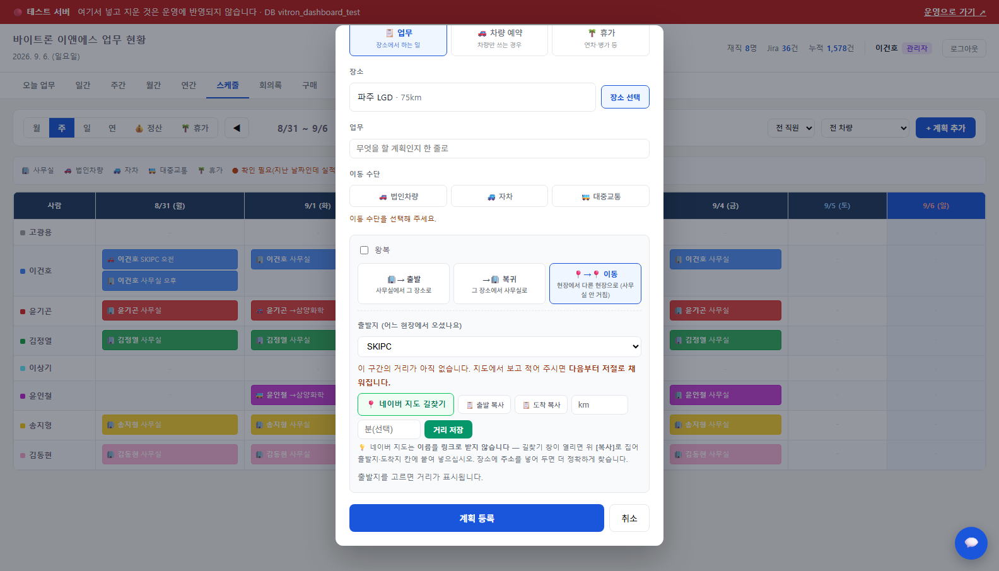 테스트 서버 여기서 넣고 지운 것은 운영에 반영되지 않습니다 · DB vitron_dashboard_test 운영으로 가기 ↗
바이트론 이앤에스 업무 현황
2026. 9. 6. (일요일)
재직 8명 Jira 36건 누적 1,578건 이건호 관리자 로그아웃
오늘 업무 일간 주간 월간 연간 스케줄 회의록 구매
월 주 일 연 정산 휴가 ◀ 8/31 ~ 9/6 전 직원 전 차량 + 계획 추가
사무실 법인차량 자차 대중교통 휴가 확인 필요(지난 날짜인데 실적
사람 8/31 (월) 9/1 (화) 9/4 (금) 9/5 (토) 9/6 (일)
고광용
이건호 이건호 SKIPC 오전 이건호 사무실 이건호 사무실
이건호 사무실 오후
윤기곤 윤기곤 사무실 윤기곤 →삼양화학 윤기곤 사무실
김정열 김정열 사무실 김정열 사무실 김정열 사무실
이상기
윤인철 윤인철 →삼양화학 윤인철 사무실
송지형 송지형 사무실 송지형 사무실 송지형 사무실
김동현 김동현 사무실 김동현 사무실 김동현 사무실
업무 차량 예약 휴가
장소에서 하는 일 차량만 쓰는 경우 연차·병가 등
장소
파주 LGD · 75km 장소 선택
업무
무엇을 할 계획인지 한 줄로
이동 수단
법인차량 자차 대중교통
이동 수단을 선택해 주세요.
왕복
→ 출발 → 복귀 → 이동
사무실에서 그 장소로 그 장소에서 사무실로 현장에서 다른 현장으로 (사무
실 안 거침)
출발지 (어느 현장에서 오셨나요)
SKIPC
이 구간의 거리가 아직 없습니다. 지도에서 보고 적어 주시면 다음부터 저절로 채
워집니다.
네이버 지도 길찾기 출발 복사 도착 복사 km
분(선택) 거리 저장
네이버 지도는 이름을 링크로 받지 않습니다 — 길찾기 창이 열리면 위 [복사]로 집어
출발지·도착지 칸에 붙여 넣으십시오. 장소에 주소를 넣어 두면 더 정확하게 찾습니다.
출발지를 고르면 거리가 표시됩니다.
계획 등록 취소